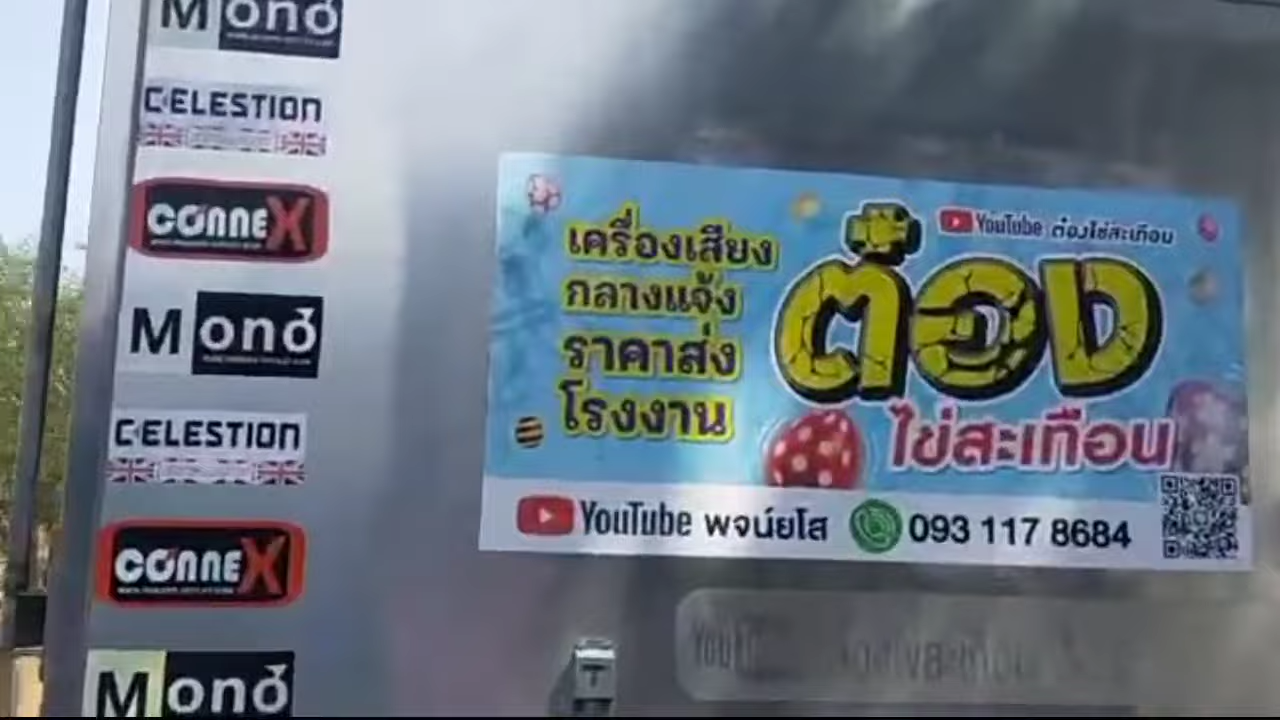 Mono
CELESTION
conneX
Mono
CELESTION
conneX
Mono
เครื่องเสียง
กลางแจ้ง
ราคาส่ง
โรงงาน
YouTube ต๋องไข่สะเทือน
ต๋อง
ไข่สะเทือน
YouTube พจน์ยโส 093 117 8684